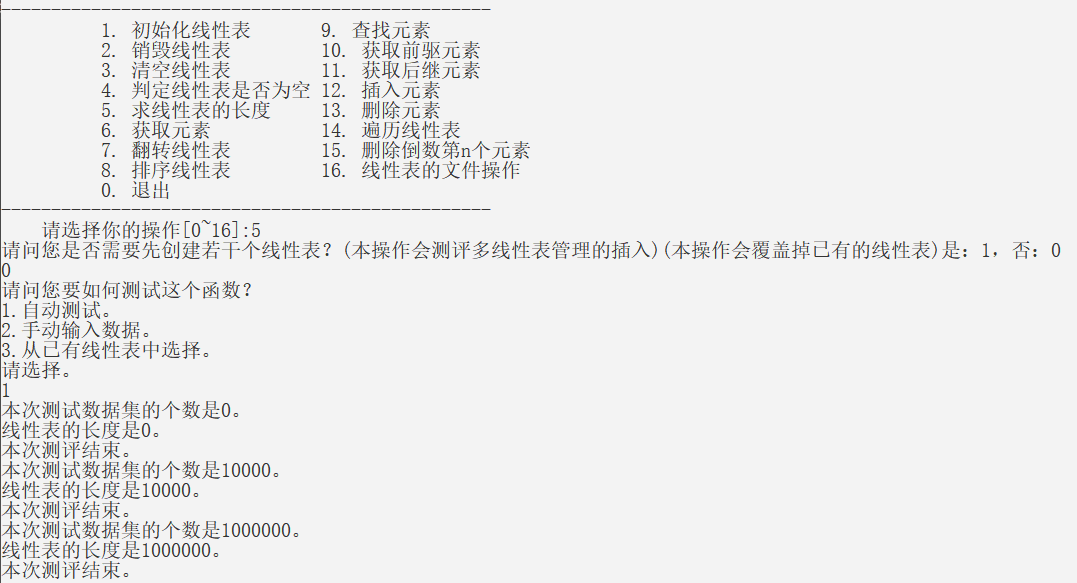 -------------------------------------------------
1. 初始化线性表 9. 查找元素
2. 销毁线性表 10. 获取前驱元素
3. 清空线性表 11. 获取后继元素
4. 判定线性表是否为空 12. 插入元素
5. 求线性表的长度 13. 删除元素
6. 获取元素 14. 遍历线性表
7. 翻转线性表 15. 删除倒数第n个元素
8. 排序线性表 16. 线性表的文件操作
0. 退出
-------------------------------------------------
请选择你的操作[0~16]:5
请问您是否需要先创建若干个线性表？(本操作会测评多线性表管理的插入)(本操作会覆盖掉已有的线性表)是：1，否：0
0
请问您要如何测试这个函数？
1.自动测试。
2.手动输入数据。
3.从已有线性表中选择。
请选择。
1
本次测试数据集的个数是0。
线性表的长度是0。
本次测评结束。
本次测试数据集的个数是10000。
线性表的长度是10000。
本次测评结束。
本次测试数据集的个数是1000000。
线性表的长度是1000000。
本次测评结束。